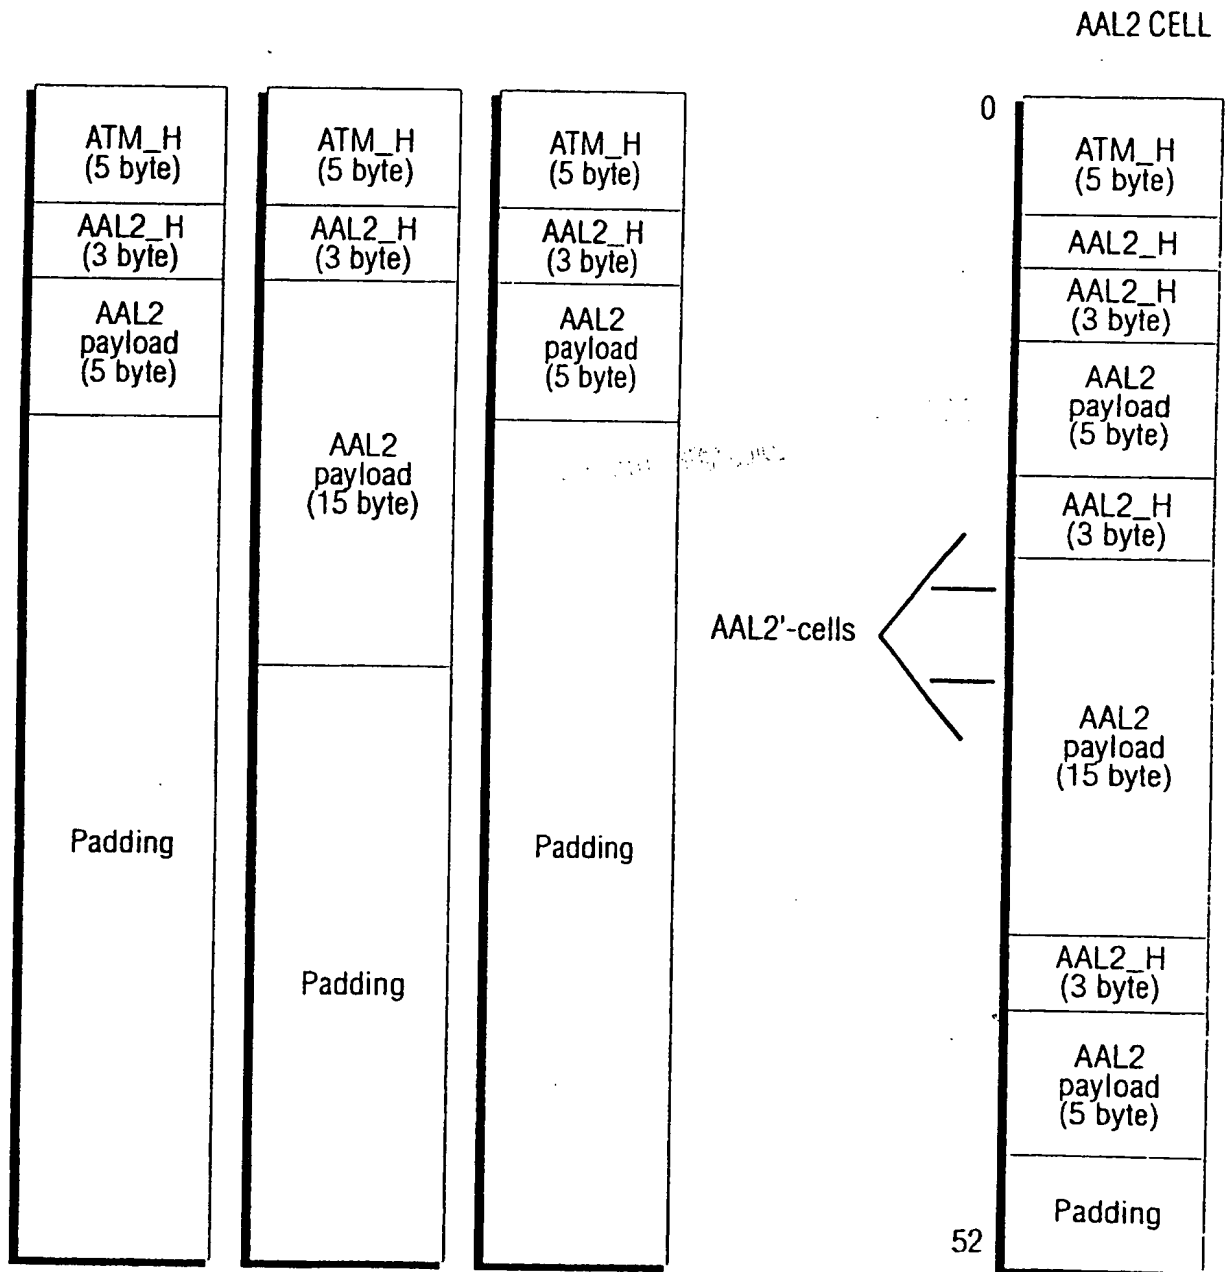 AAL2 CELL
ATM_H
(5 byte)
AAL2_H
(3 byte)
AAL2
payload
(5 byte)
Padding
ATM_H
(5 byte)
AAL2_H
(3 byte)
AAL2
payload
(15 byte)
Padding
ATM_H
(5 byte)
AAL2_H
(3 byte)
AAL2
payload
(5 byte)
Padding
AAL2'-cells
0
52
ATM_H
(5 byte)
AAL2_H
AAL2_H
(3 byte)
AAL2
payload
(5 byte)
AAL2_H
(3 byte)
AAL2
payload
(15 byte)
AAL2_H
(3 byte)
AAL2
payload
(5 byte)
Padding